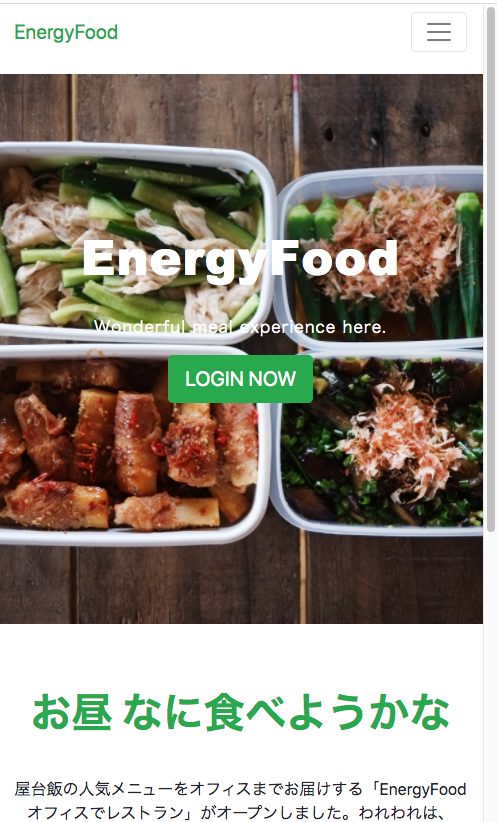 EnergyFood
EnergyFood
Wonderful meal experience here.
LOGIN NOW
お昼 なに食べようかな
屋台飯の人気メニューをオフィスまでお届けする「EnergyFood
オフィスでレストラン」がオープンしました。われわれは、